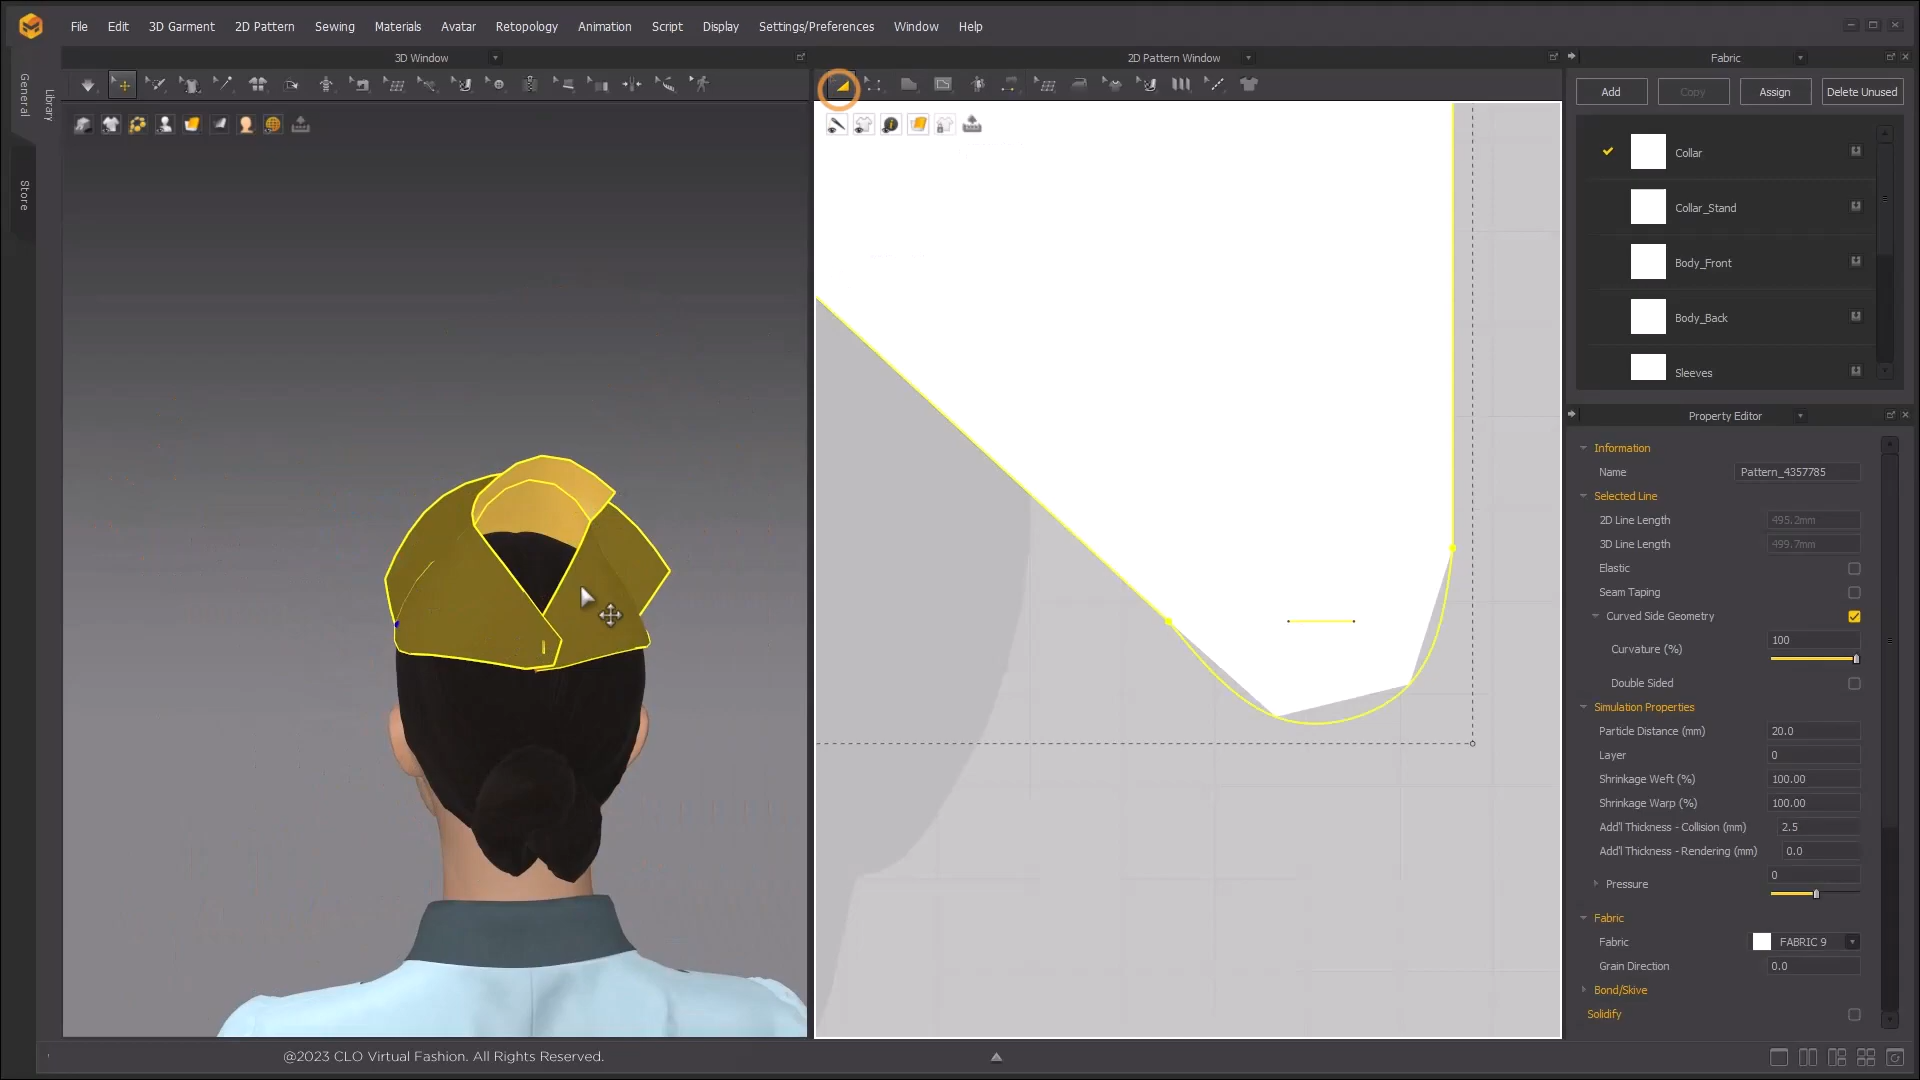 File Edit 3D Garment 2D Pattern Sewing Materials Avatar Retopology Animation Script Display Settings/Preferences Window Help
3D Window
2D Pattern Window
Fabric
General
Library
Store
Add Copy Assign Delete Unused
Collar
Collar_Stand
Body_Front
Body_Back
Sleeves
Property Editor
Information
Name Pattern_4357785
Selected Line
2D Line Length 495.2mm
3D Line Length 499.7mm
Elastic
Seam Taping
Curved Side Geometry
Curvature (%) 100
Double Sided
Simulation Properties
Particle Distance (mm) 20.0
Layer 0
Shrinkage Weft (%) 100.00
Shrinkage Warp (%) 100.00
Add'l Thickness - Collision (mm) 2.5
Add'l Thickness - Rendering (mm) 0.0
Pressure 0
Fabric
Fabric FABRIC 9
Grain Direction 0.0
Bond/Skive
Solidify
@2023 CLO Virtual Fashion. All Rights Reserved.